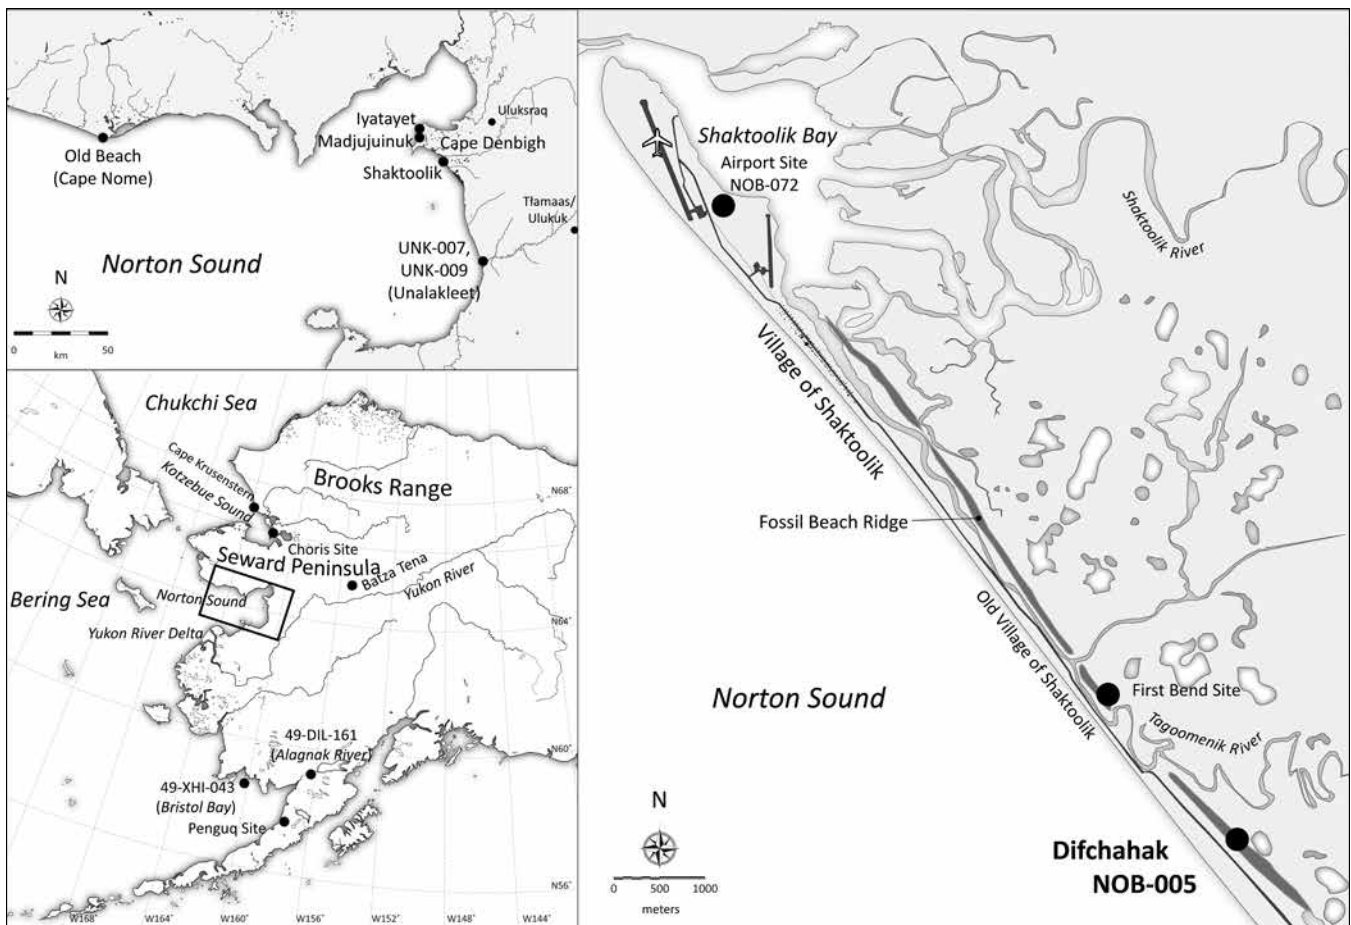 Iyatayet
Uluksraq
Madjujuinuk
Cape Denbigh
Old Beach
(Cape Nome)
Shaktoolik
Tłamaas/
Ulukuk
UNK-007,
UNK-009
(Unalakleet)
Norton Sound
N
0
50
km
Chukchi Sea
Cape Krusenstern
Kotzebue Sound
Brooks Range
N68°
Choris Site
Seward Peninsula
Batza Tena
Yukon River
Bering Sea
Norton Sound
N64°
Yukon River Delta
49-DIL-161
(Alagnak River)
N60°
49-XHI-043
(Bristol Bay)
Penguq Site
N56°
W168°
W164°
W160°
W156°
W152°
W148°
W144°
Shaktoolik Bay
Airport Site
NOB-072
Shaktoolik River
Village of Shaktoolik
Fossil Beach Ridge
Old Village of Shaktoolik
First Bend Site
Norton Sound
Tagoomenik River
N
0
500
1000
meters
Difchahak
NOB-005